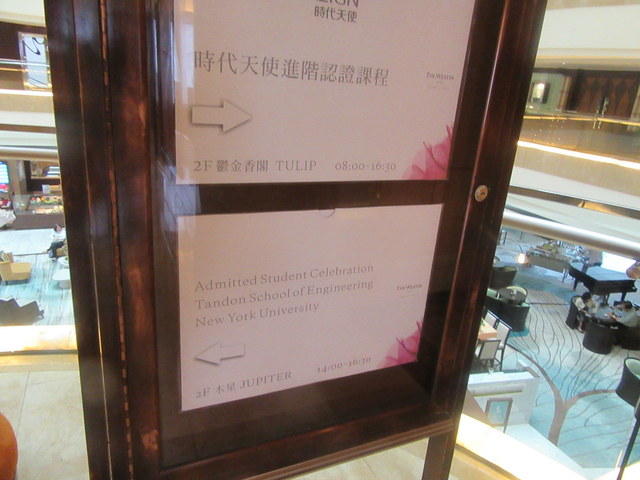 時代天使
時代天使進階認證課程
THE WESTIN
2F 鬱金香閣 TULIP 08:00-16:30
Admitted Student Celebration
Tandon School of Engineering
New York University
THE WESTIN
2F 木星 JUPITER 14:00-16:30